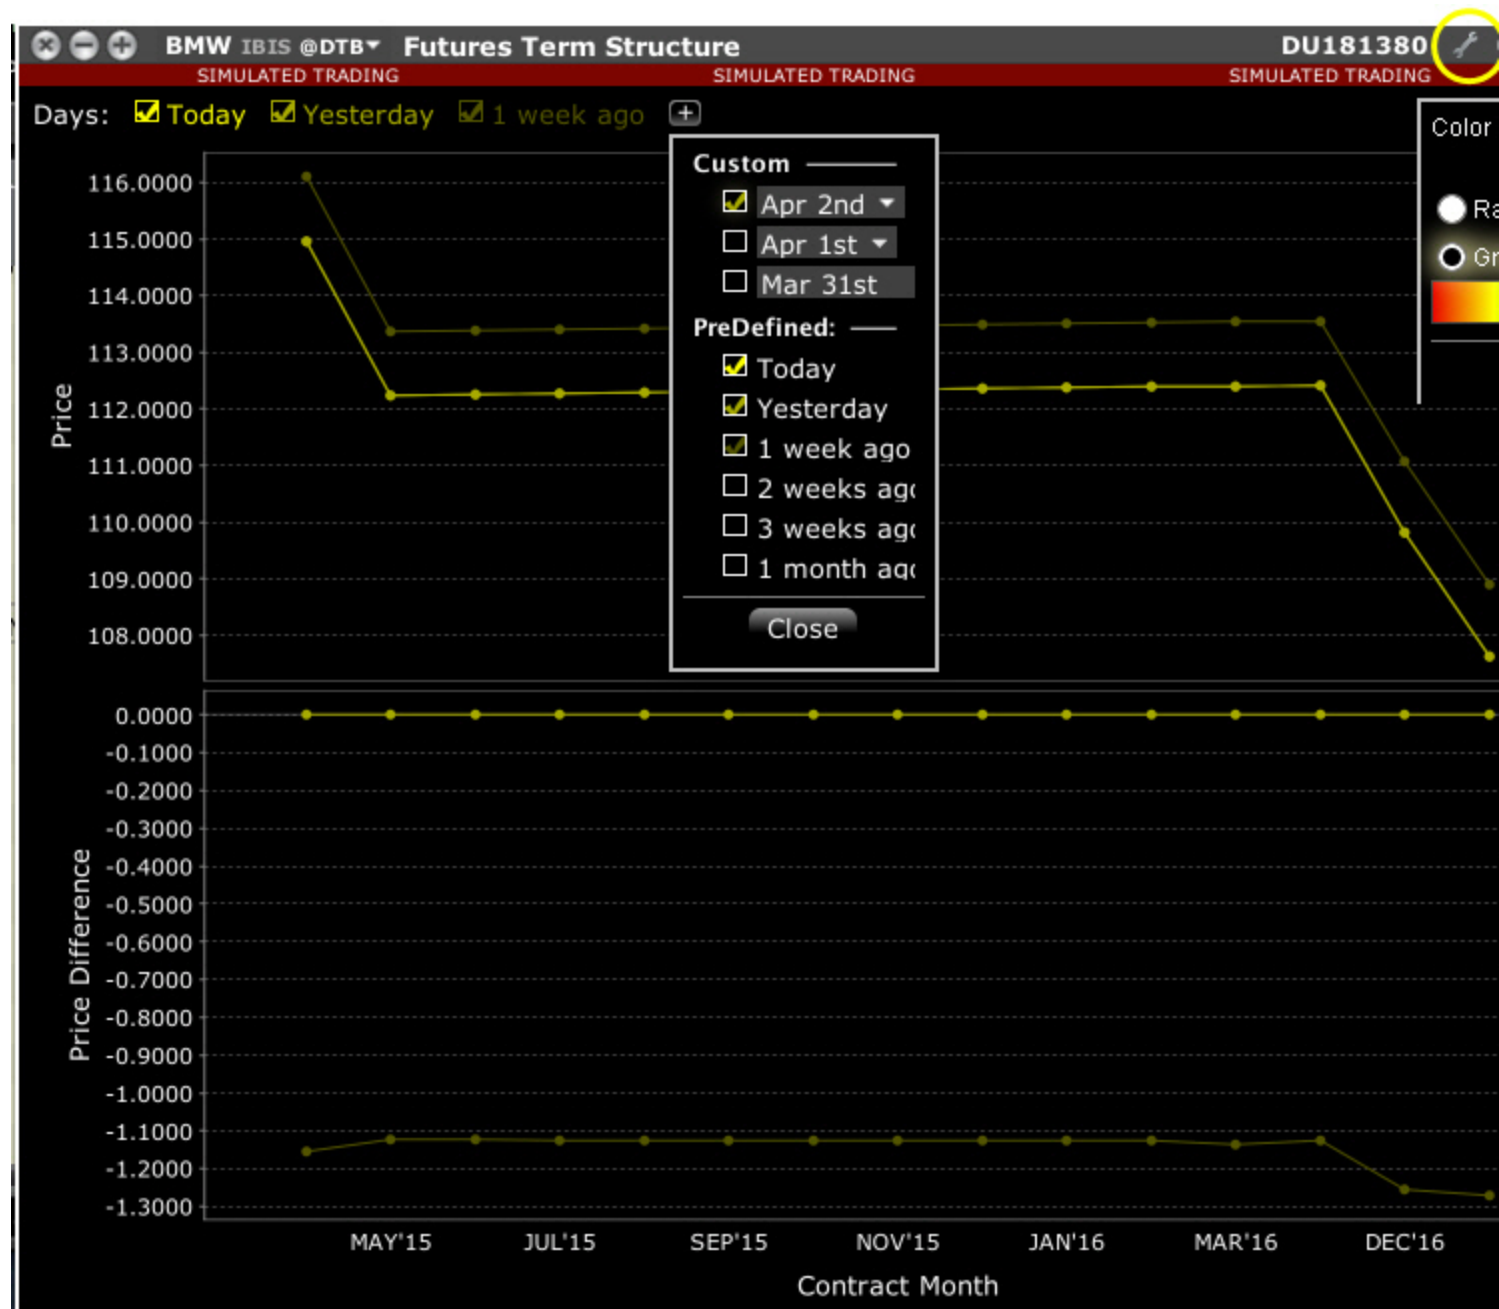 BMW IBIS @DTB Futures Term Structure DU181380
SIMULATED TRADING SIMULATED TRADING SIMULATED TRADING
Days: Today Yesterday 1 week ago +
Color
Custom
Apr 2nd
Apr 1st
Mar 31st
PreDefined:
Today
Yesterday
1 week ago
2 weeks ago
3 weeks ago
1 month ago
Close
Ra
Gr
Price
116.0000
115.0000
114.0000
113.0000
112.0000
111.0000
110.0000
109.0000
108.0000
Price Difference
0.0000
-0.1000
-0.2000
-0.3000
-0.4000
-0.5000
-0.6000
-0.7000
-0.8000
-0.9000
-1.0000
-1.1000
-1.2000
-1.3000
MAY'15 JUL'15 SEP'15 NOV'15 JAN'16 MAR'16 DEC'16
Contract Month